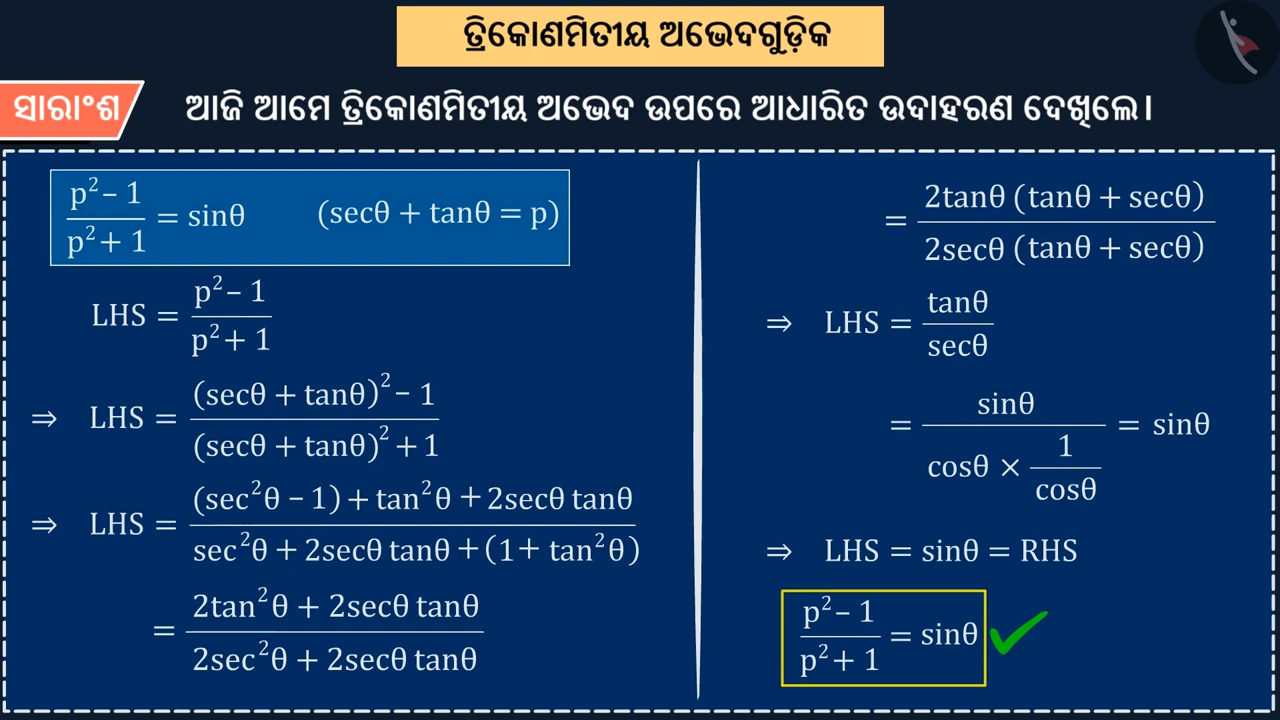 ତ୍ରିକୋଣମିତୀୟ ଅଭେଦଗୁଡ଼ିକ
ସାରାଂଶ
ଆଜି ଆମେ ତ୍ରିକୋଣମିତୀୟ ଅଭେଦ ଉପରେ ଆଧାରିତ ଉଦାହରଣ ଦେଖିଲେ।
(p² – 1)/(p² + 1) = sinθ (secθ + tanθ = p)
LHS = (p² – 1)/(p² + 1)
⇒ LHS = ((secθ + tanθ)² – 1)/((secθ + tanθ)² + 1)
⇒ LHS = ((sec²θ – 1) + tan²θ + 2secθ tanθ)/(sec²θ + 2secθ tanθ + (1 + tan²θ))
= (2tan²θ + 2secθ tanθ)/(2sec²θ + 2secθ tanθ)
= (2tanθ (tanθ + secθ))/(2secθ (tanθ + secθ))
⇒ LHS = tanθ/secθ
= sinθ/(cosθ × 1/cosθ) = sinθ
⇒ LHS = sinθ = RHS
(p² – 1)/(p² + 1) = sinθ